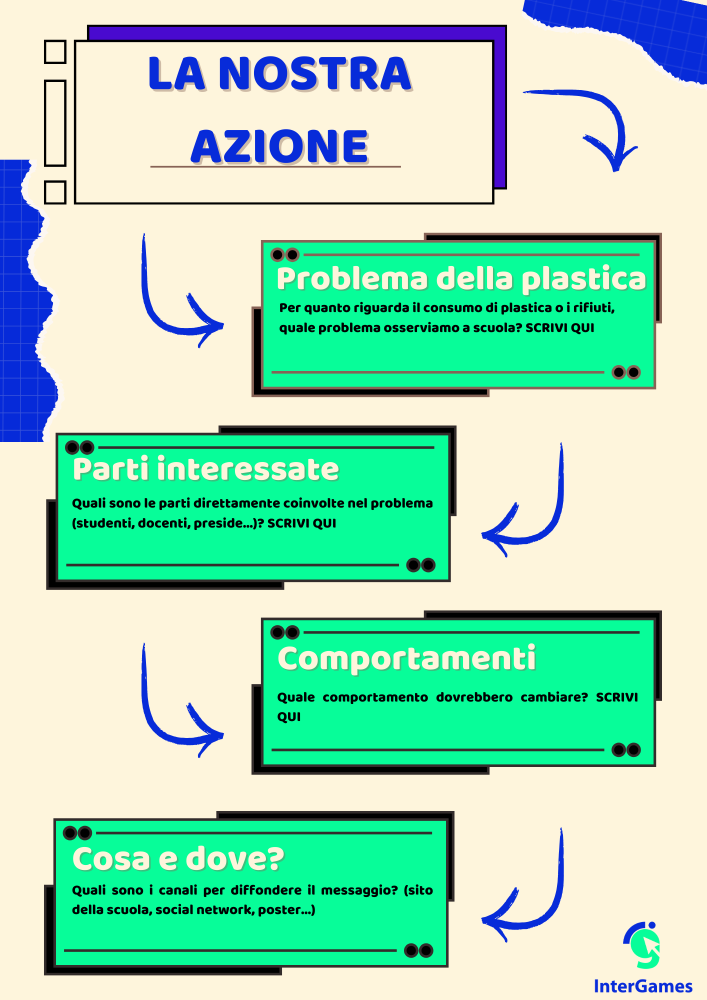 LA NOSTRA
AZIONE
Problema della plastica
Per quanto riguarda il consumo di plastica o i rifiuti,
quale problema osserviamo a scuola? SCRIVI QUI
Parti interessate
Quali sono le parti direttamente coinvolte nel problema
(studenti, docenti, preside...)? SCRIVI QUI
Comportamenti
Quale comportamento dovrebbero cambiare? SCRIVI
QUI
Cosa e dove?
Quali sono i canali per diffondere il messaggio? (sito
della scuola, social network, poster...)
InterGames